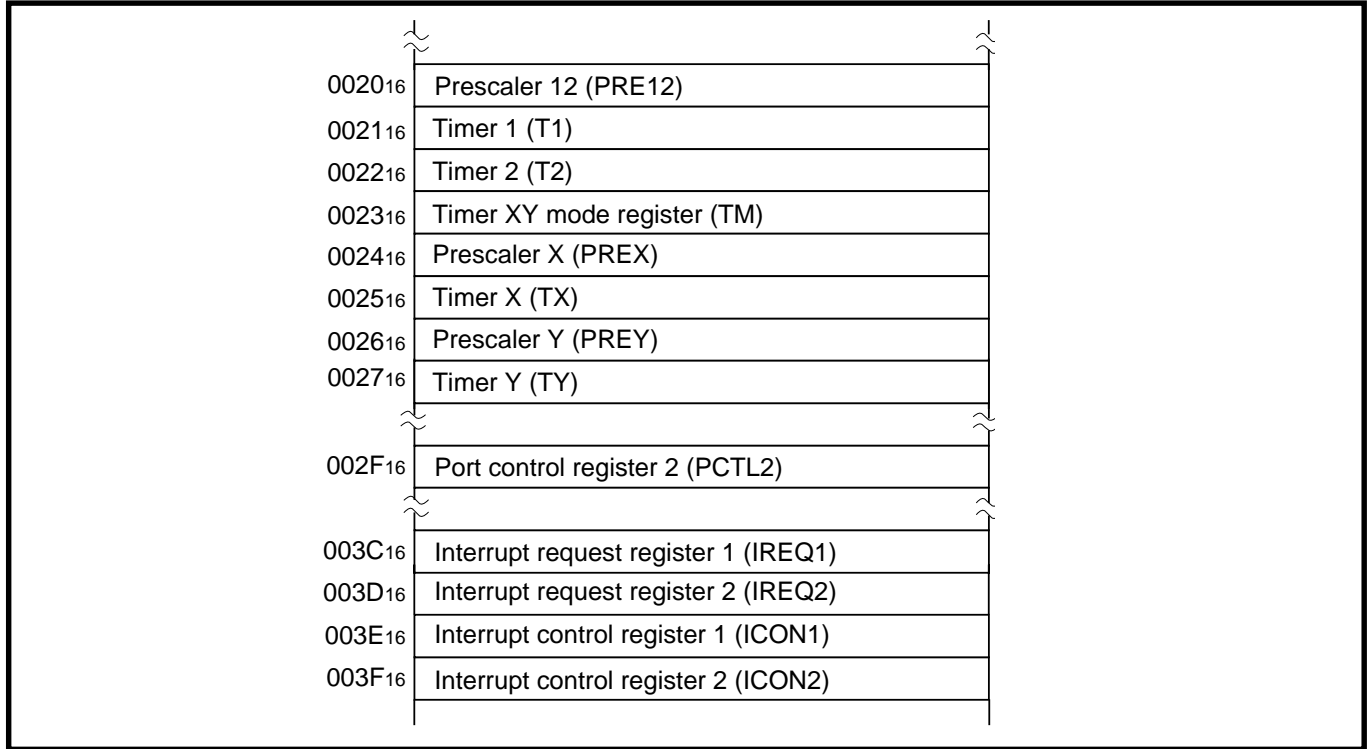 0020₁₆ Prescaler 12 (PRE12)
0021₁₆ Timer 1 (T1)
0022₁₆ Timer 2 (T2)
0023₁₆ Timer XY mode register (TM)
0024₁₆ Prescaler X (PREX)
0025₁₆ Timer X (TX)
0026₁₆ Prescaler Y (PREY)
0027₁₆ Timer Y (TY)
002F₁₆ Port control register 2 (PCTL2)
003C₁₆ Interrupt request register 1 (IREQ1)
003D₁₆ Interrupt request register 2 (IREQ2)
003E₁₆ Interrupt control register 1 (ICON1)
003F₁₆ Interrupt control register 2 (ICON2)